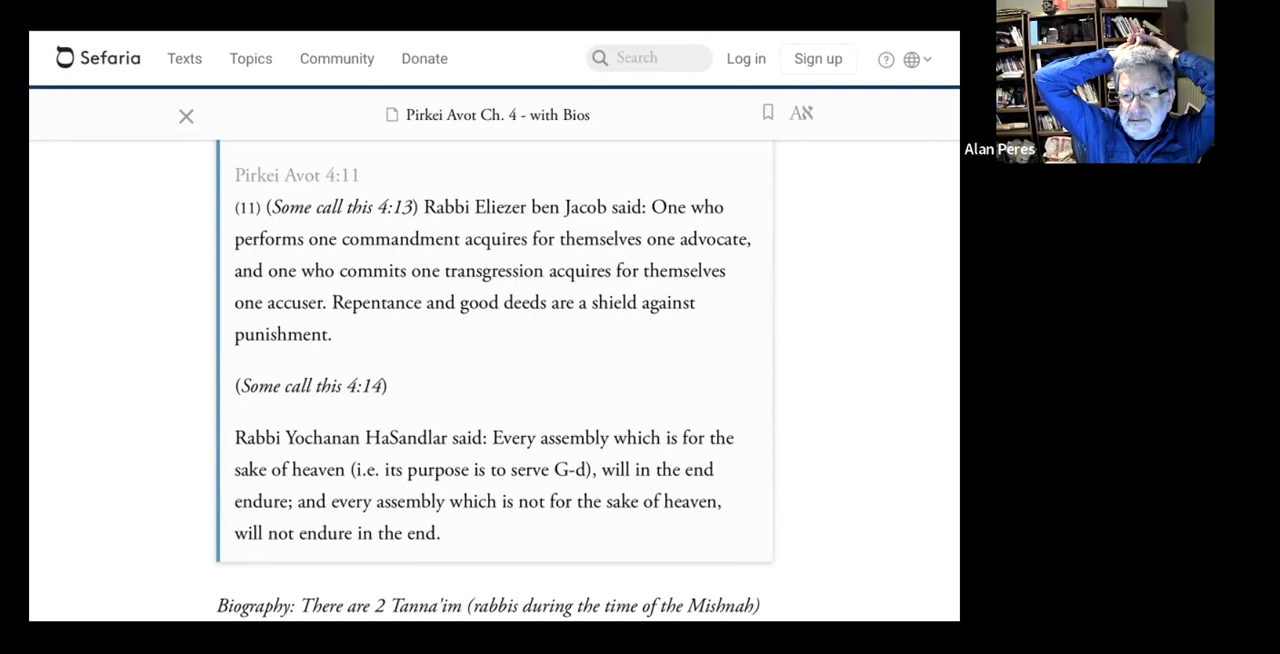 Sefaria Texts Topics Community Donate Search Log in Sign up
Pirkei Avot Ch. 4 - with Bios Aא
Pirkei Avot 4:11
(11) (Some call this 4:13) Rabbi Eliezer ben Jacob said: One who
performs one commandment acquires for themselves one advocate,
and one who commits one transgression acquires for themselves
one accuser. Repentance and good deeds are a shield against
punishment.
(Some call this 4:14)
Rabbi Yochanan HaSandlar said: Every assembly which is for the
sake of heaven (i.e. its purpose is to serve G-d), will in the end
endure; and every assembly which is not for the sake of heaven,
will not endure in the end.
Biography: There are 2 Tanna'im (rabbis during the time of the Mishnah)
Alan Peres